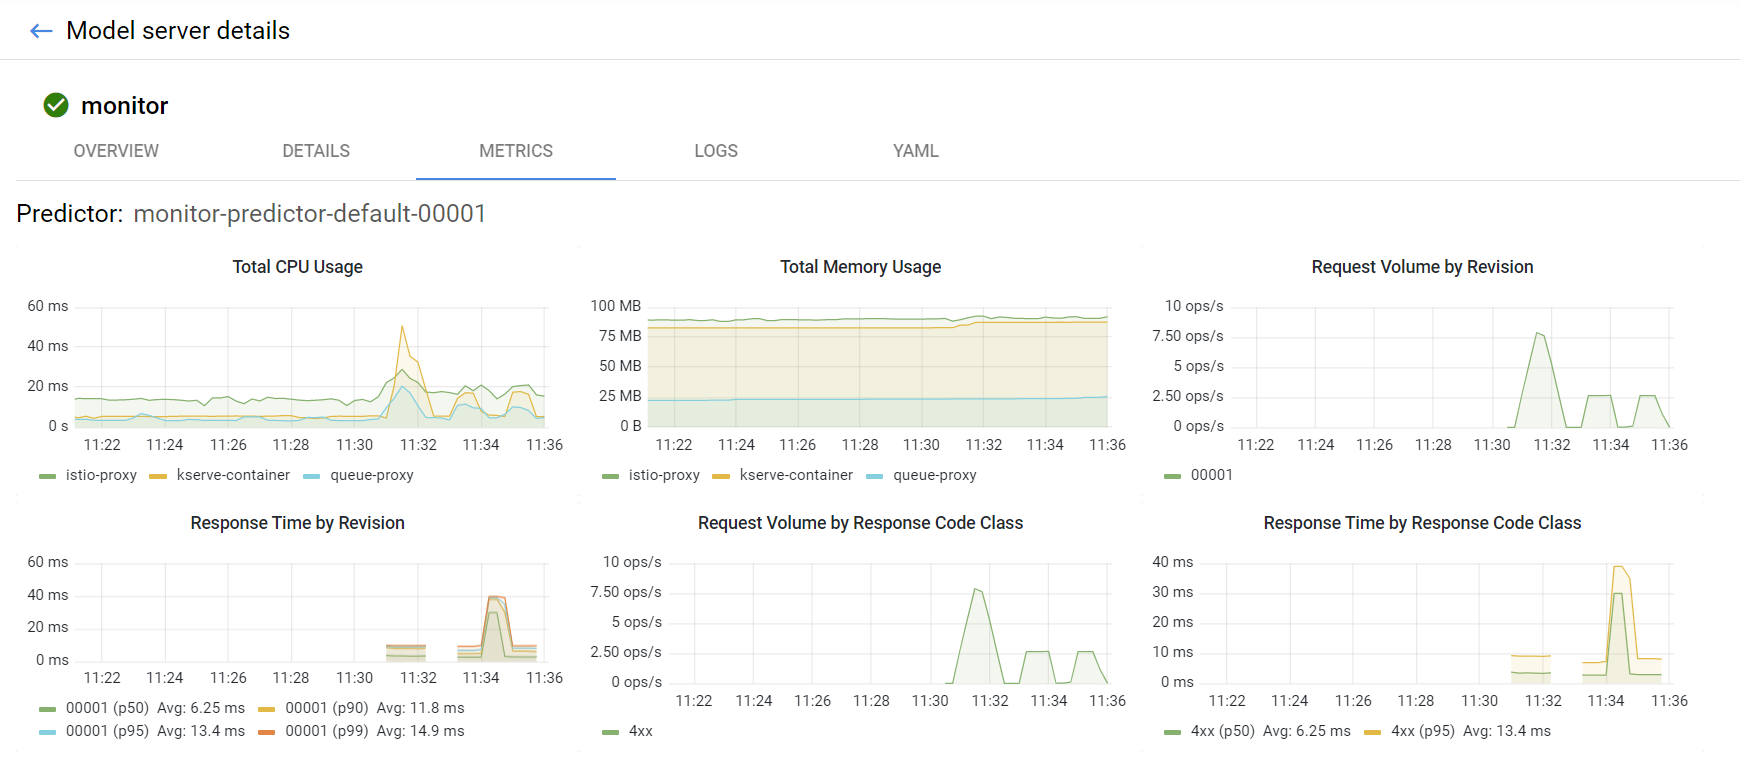 Model server details
monitor
OVERVIEW DETAILS METRICS LOGS YAML
Predictor: monitor-predictor-default-00001
Total CPU Usage
60 ms
40 ms
20 ms
0 s
11:22 11:24 11:26 11:28 11:30 11:32 11:34 11:36
istio-proxy kserve-container queue-proxy
Total Memory Usage
100 MB
75 MB
50 MB
25 MB
0 B
11:22 11:24 11:26 11:28 11:30 11:32 11:34 11:36
istio-proxy kserve-container queue-proxy
Request Volume by Revision
10 ops/s
7.50 ops/s
5 ops/s
2.50 ops/s
0 ops/s
11:22 11:24 11:26 11:28 11:30 11:32 11:34 11:36
00001
Response Time by Revision
60 ms
40 ms
20 ms
0 ms
11:22 11:24 11:26 11:28 11:30 11:32 11:34 11:36
00001 (p50) Avg: 6.25 ms 00001 (p90) Avg: 11.8 ms
00001 (p95) Avg: 13.4 ms 00001 (p99) Avg: 14.9 ms
Request Volume by Response Code Class
10 ops/s
7.50 ops/s
5 ops/s
2.50 ops/s
0 ops/s
11:22 11:24 11:26 11:28 11:30 11:32 11:34 11:36
4xx
Response Time by Response Code Class
40 ms
30 ms
20 ms
10 ms
0 ms
11:22 11:24 11:26 11:28 11:30 11:32 11:34 11:36
4xx (p50) Avg: 6.25 ms 4xx (p95) Avg: 13.4 ms